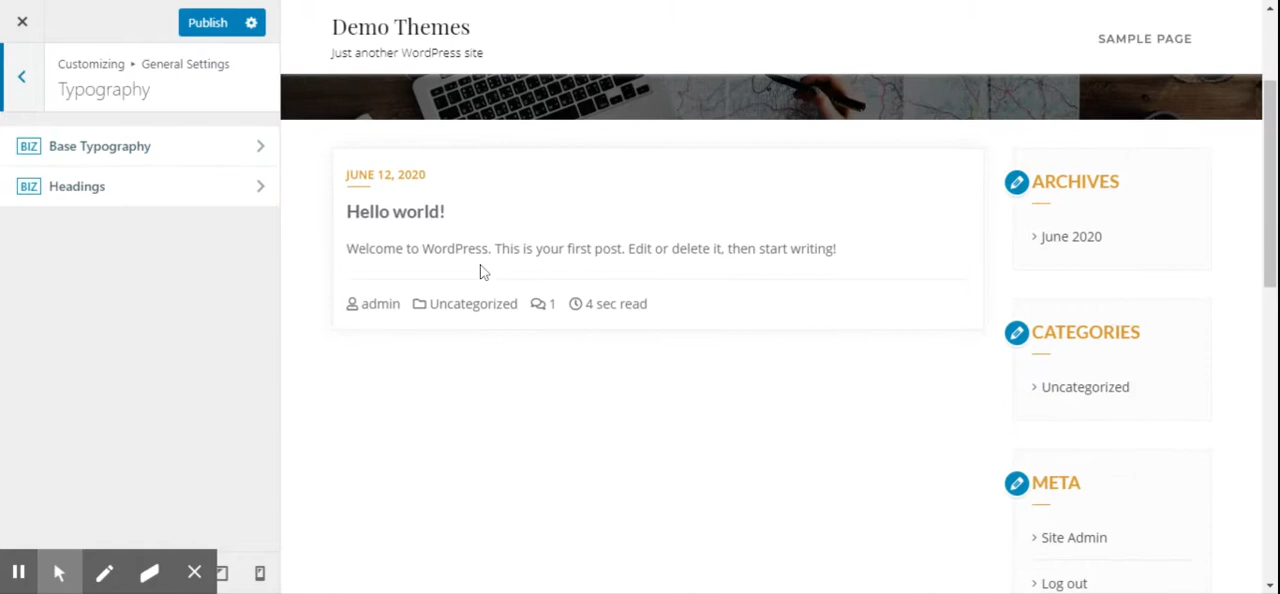 Publish
Customizing ▸ General Settings
Typography
BIZ Base Typography
BIZ Headings
Demo Themes
Just another WordPress site
SAMPLE PAGE
JUNE 12, 2020
Hello world!
Welcome to WordPress. This is your first post. Edit or delete it, then start writing!
admin Uncategorized 1 4 sec read
ARCHIVES
June 2020
CATEGORIES
Uncategorized
META
Site Admin
Log out